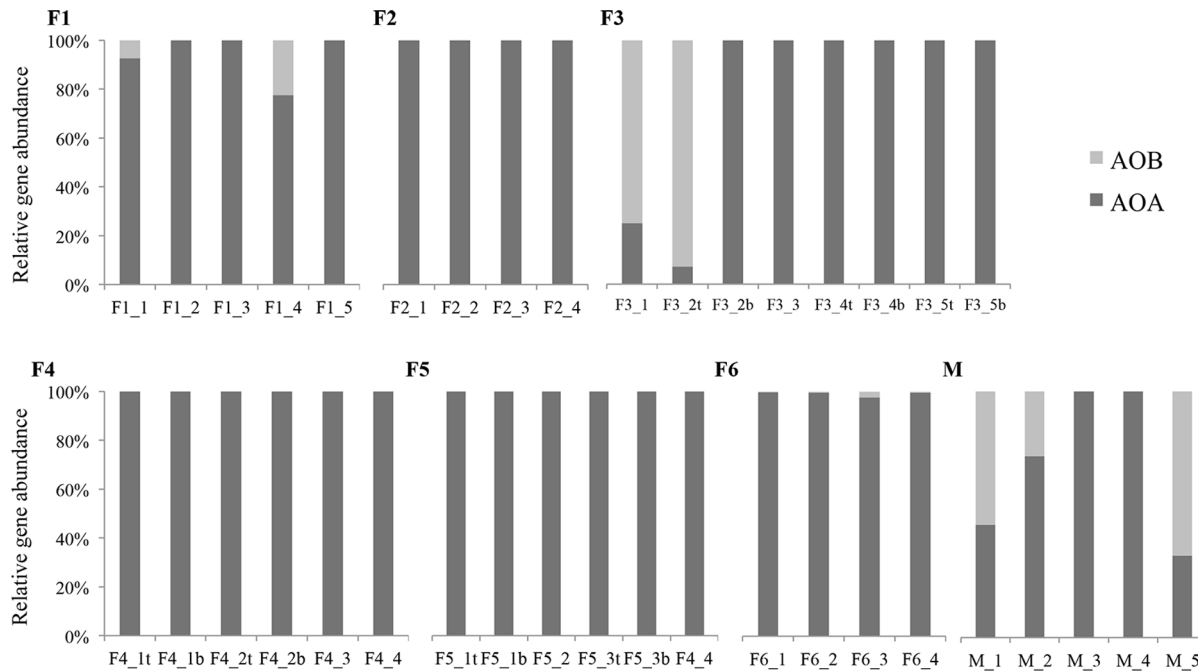 F1 F2 F3
Relative gene abundance
100%
80%
60%
40%
20%
0%
F1_1 F1_2 F1_3 F1_4 F1_5
F2_1 F2_2 F2_3 F2_4
F3_1 F3_2t F3_2b F3_3 F3_4t F3_4b F3_5t F3_5b
AOB
AOA
F4 F5 F6 M
Relative gene abundance
100%
80%
60%
40%
20%
0%
F4_1t F4_1b F4_2t F4_2b F4_3 F4_4
F5_1t F5_1b F5_2 F5_3t F5_3b F4_4
F6_1 F6_2 F6_3 F6_4
M_1 M_2 M_3 M_4 M_5